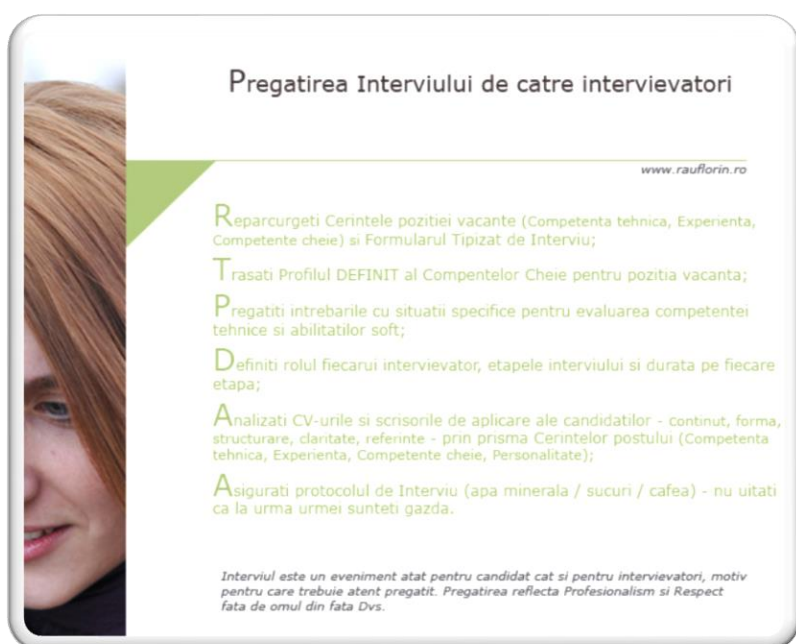 Pregatirea Interviului de catre intervievatori
www.rauflorin.ro
Reparcurgeti Cerintele pozitiei vacante (Competenta tehnica, Experienta,
Competente cheie) si Formularul Tipizat de Interviu;
Trasati Profilul DEFINIT al Compentelor Cheie pentru pozitia vacanta;
Pregatiti intrebarile cu situatii specifice pentru evaluarea competentei
tehnice si abilitatilor soft;
Definiti rolul fiecarui intervievator, etapele interviului si durata pe fiecare
etapa;
Analizati CV-urile si scrisorile de aplicare ale candidatilor - continut, forma,
structurare, claritate, referinte - prin prisma Cerintelor postului (Competenta
tehnica, Experienta, Competente cheie, Personalitate);
Asigurati protocolul de Interviu (apa minerala / sucuri / cafea) - nu uitati
ca la urma urmei sunteti gazda.
Interviul este un eveniment atat pentru candidat cat si pentru intervievatori, motiv
pentru care trebuie atent pregatit. Pregatirea reflecta Profesionalism si Respect
fata de omul din fata Dvs.